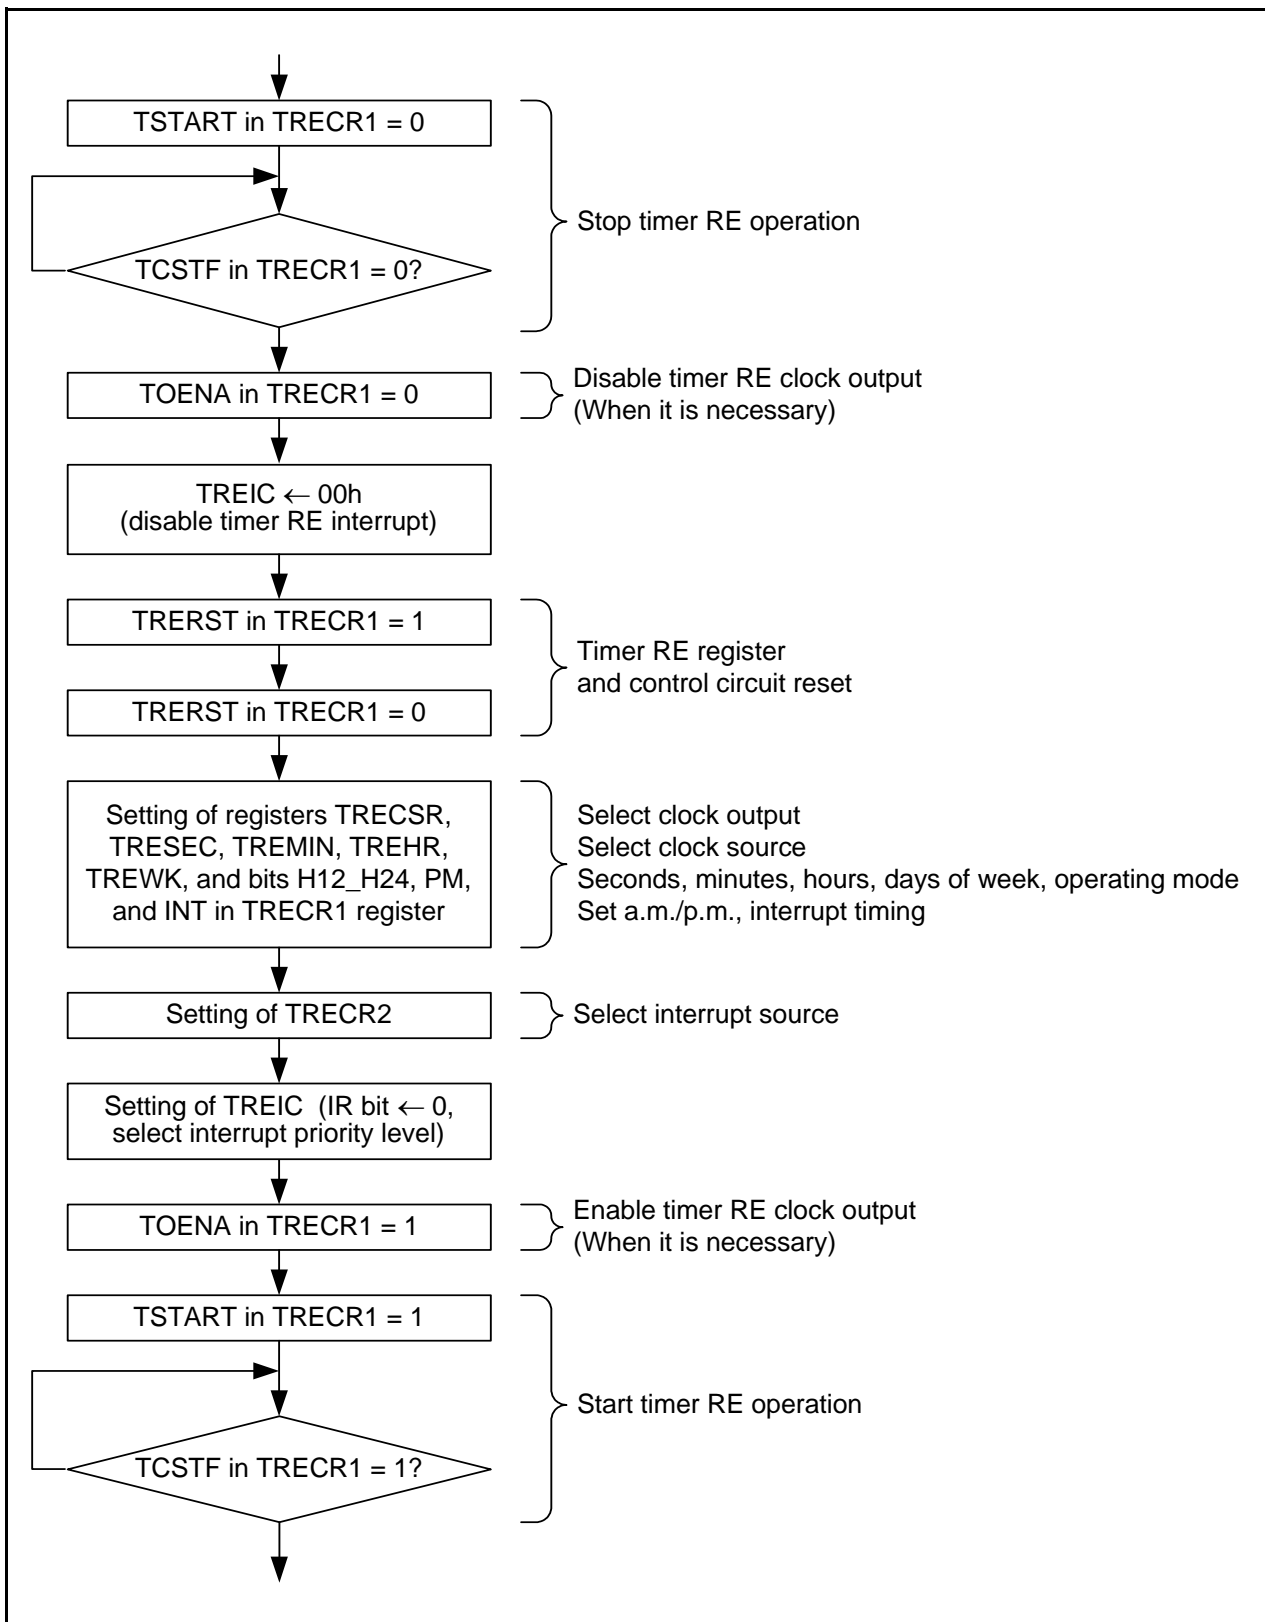 TSTART in TRECR1 = 0
TCSTF in TRECR1 = 0?
Stop timer RE operation
TOENA in TRECR1 = 0
Disable timer RE clock output
(When it is necessary)
TREIC ← 00h
(disable timer RE interrupt)
TRERST in TRECR1 = 1
TRERST in TRECR1 = 0
Timer RE register
and control circuit reset
Setting of registers TRECSR,
TRESEC, TREMIN, TREHR,
TREWK, and bits H12_H24, PM,
and INT in TRECR1 register
Select clock output
Select clock source
Seconds, minutes, hours, days of week, operating mode
Set a.m./p.m., interrupt timing
Setting of TRECR2
Select interrupt source
Setting of TREIC (IR bit ← 0,
select interrupt priority level)
TOENA in TRECR1 = 1
Enable timer RE clock output
(When it is necessary)
TSTART in TRECR1 = 1
TCSTF in TRECR1 = 1?
Start timer RE operation